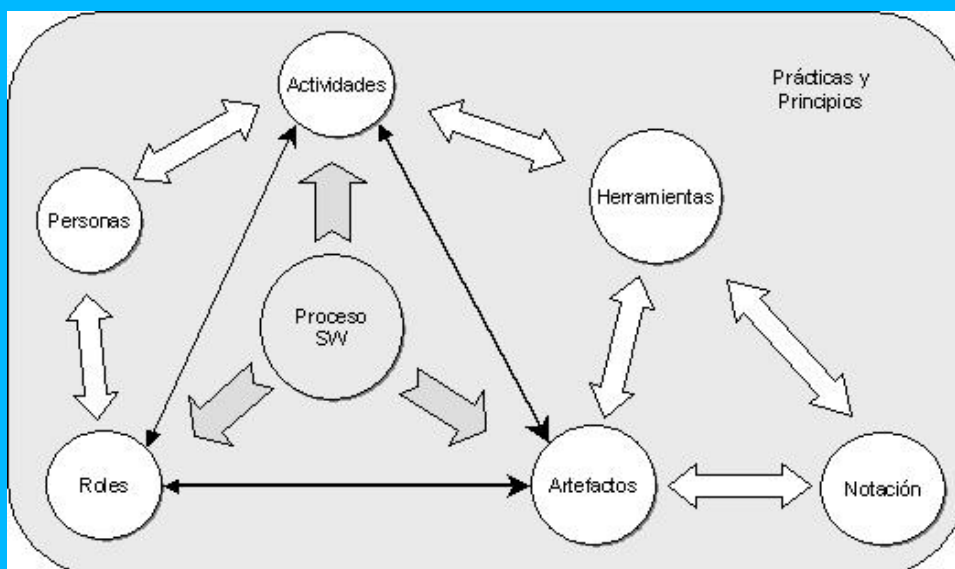 Actividades
Prácticas y
Principios
Herramientas
Personas
Proceso
SW
Roles
Artefactos
Notación